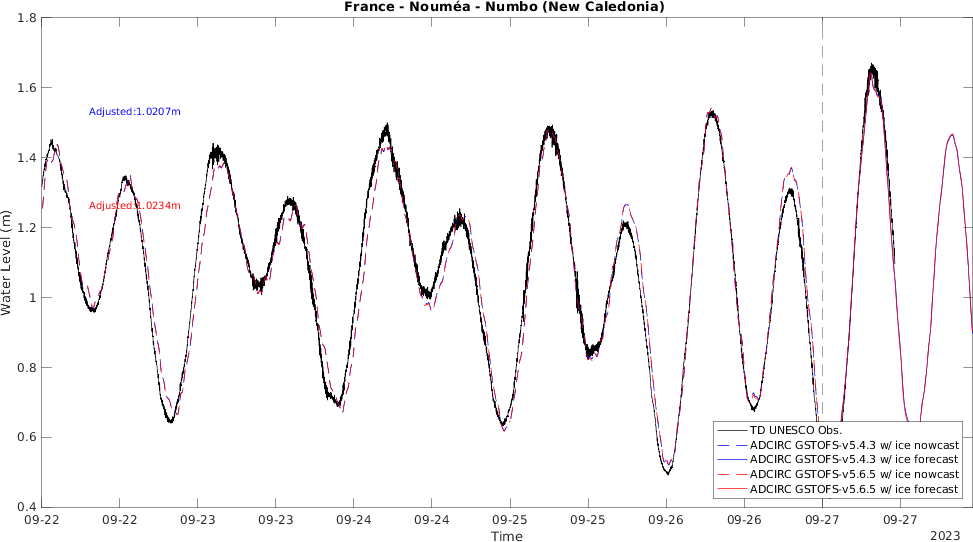 France - Nouméa - Numbo (New Caledonia)
1.8
1.6
1.4
1.2
1
0.8
0.6
0.4
Water Level (m)
Adjusted:1.0207m
Adjusted:1.0234m
TD UNESCO Obs.
ADCIRC GSTOFS-v5.4.3 w/ ice nowcast
ADCIRC GSTOFS-v5.4.3 w/ ice forecast
ADCIRC GSTOFS-v5.6.5 w/ ice nowcast
ADCIRC GSTOFS-v5.6.5 w/ ice forecast
09-22 09-22 09-23 09-23 09-24 09-24 09-25 09-25 09-26 09-26 09-27 09-27
Time
2023